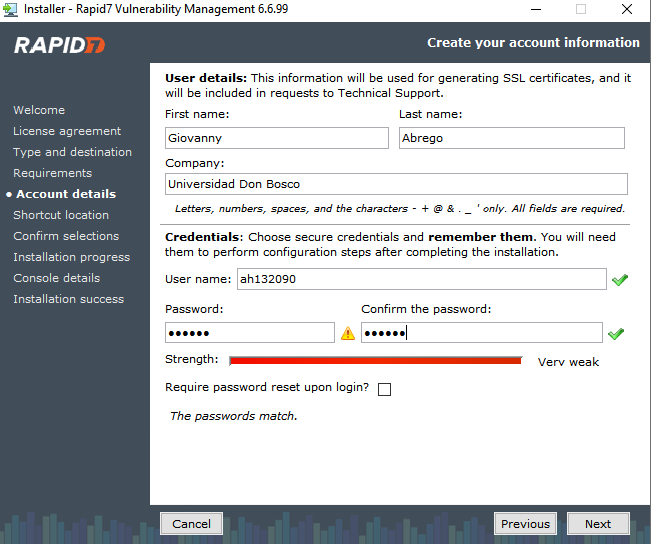 Installer - Rapid7 Vulnerability Management 6.6.99
RAPID7
Create your account information
Welcome
License agreement
Type and destination
Requirements
• Account details
Shortcut location
Confirm selections
Installation progress
Console details
Installation success
User details: This information will be used for generating SSL certificates, and it
will be included in requests to Technical Support.
First name:
Last name:
Giovanny
Abrego
Company:
Universidad Don Bosco
Letters, numbers, spaces, and the characters - + @ & . _ ' only. All fields are required.
Credentials: Choose secure credentials and remember them. You will need
them to perform configuration steps after completing the installation.
User name: ah132090
Password:
Confirm the password:
••••••
••••••
Strength:
Very weak
Require password reset upon login?
The passwords match.
Cancel
Previous
Next